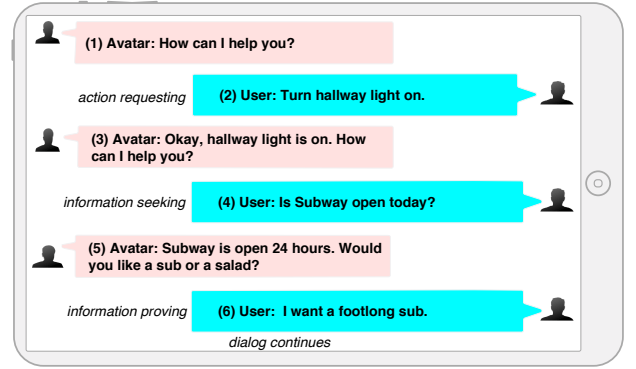 (1) Avatar: How can I help you?
action requesting
(2) User: Turn hallway light on.
(3) Avatar: Okay, hallway light is on. How
can I help you?
information seeking
(4) User: Is Subway open today?
(5) Avatar: Subway is open 24 hours. Would
you like a sub or a salad?
information proving
(6) User: I want a footlong sub.
dialog continues